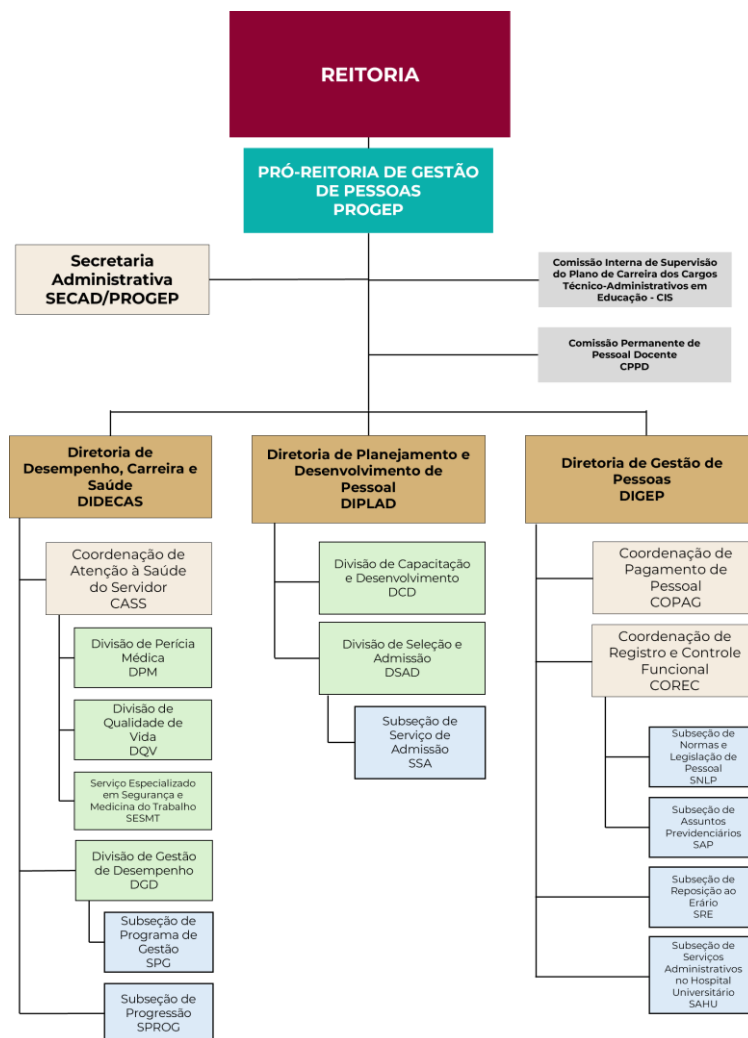 REITORIA
PRÓ-REITORIA DE GESTÃO
DE PESSOAS
PROGEP
Secretaria
Administrativa
SECAD/PROGEP
Comissão Interna de Supervisão
do Plano de Carreira dos Cargos
Técnico-Administrativos em
Educação - CIS
Comissão Permanente de
Pessoal Docente
CPPD
Diretoria de
Desempenho, Carreira e
Saúde
DIDECAS
Coordenação de
Atenção à Saúde
do Servidor
CASS
Divisão de Perícia
Médica
DPM
Divisão de
Qualidade de
Vida
DQV
Serviço Especializado
em Segurança e
Medicina do Trabalho
SESMT
Divisão de Gestão
de Desempenho
DGD
Subseção de
Programa de
Gestão
SPG
Subseção de
Progressão
SPROG
Diretoria de Planejamento e
Desenvolvimento de
Pessoal
DIPLAD
Divisão de Capacitação
e Desenvolvimento
DCD
Divisão de Seleção e
Admissão
DSAD
Subseção de
Serviço de
Admissão
SSA
Diretoria de Gestão de
Pessoas
DIGEP
Coordenação de
Pagamento de
Pessoal
COPAG
Coordenação de
Registro e Controle
Funcional
COREC
Subseção de
Normas e
Legislação de
Pessoal
SNLP
Subseção de
Assuntos
Previdenciários
SAP
Subseção de
Reposição ao
Erário
SRE
Subseção de
Serviços
Administrativos
no Hospital
Universitário
SAHU